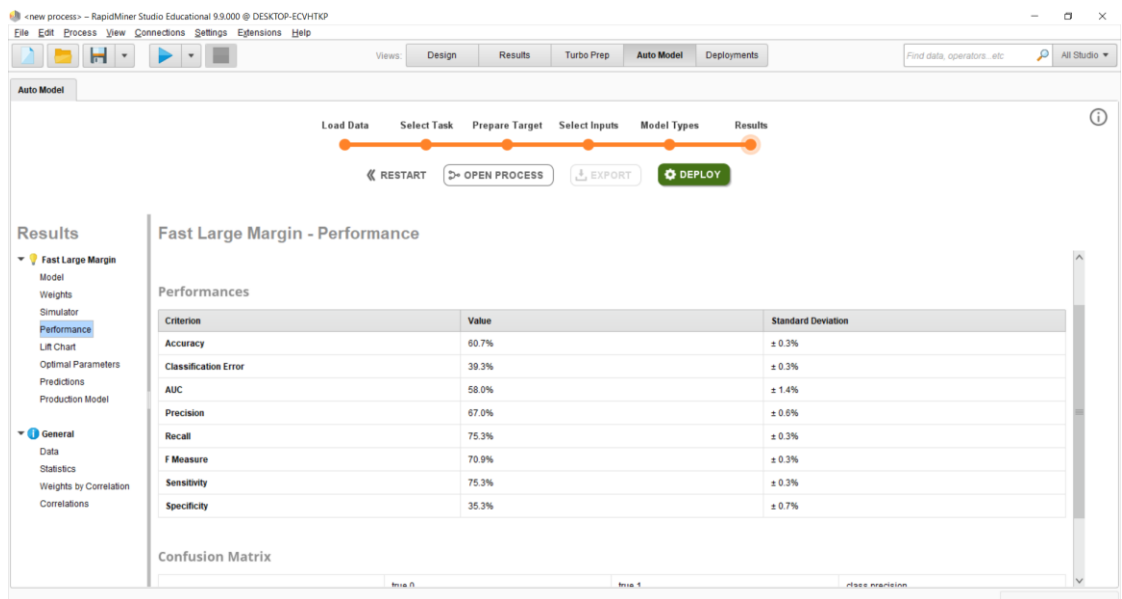 <new process> – RapidMiner Studio Educational 9.9.000 @ DESKTOP-ECVHTKP
File Edit Process View Connections Settings Extensions Help
Views: Design Results Turbo Prep Auto Model Deployments Find data, operators...etc All Studio
Auto Model
Load Data Select Task Prepare Target Select Inputs Model Types Results
RESTART OPEN PROCESS EXPORT DEPLOY
Results
Fast Large Margin
Model
Weights
Simulator
Performance
Lift Chart
Optimal Parameters
Predictions
Production Model
General
Data
Statistics
Weights by Correlation
Correlations
Fast Large Margin - Performance
Performances
Criterion Value Standard Deviation
Accuracy 60.7% ± 0.3%
Classification Error 39.3% ± 0.3%
AUC 58.0% ± 1.4%
Precision 67.0% ± 0.6%
Recall 75.3% ± 0.3%
F Measure 70.9% ± 0.3%
Sensitivity 75.3% ± 0.3%
Specificity 35.3% ± 0.7%
Confusion Matrix
true 0 true 1 class precision